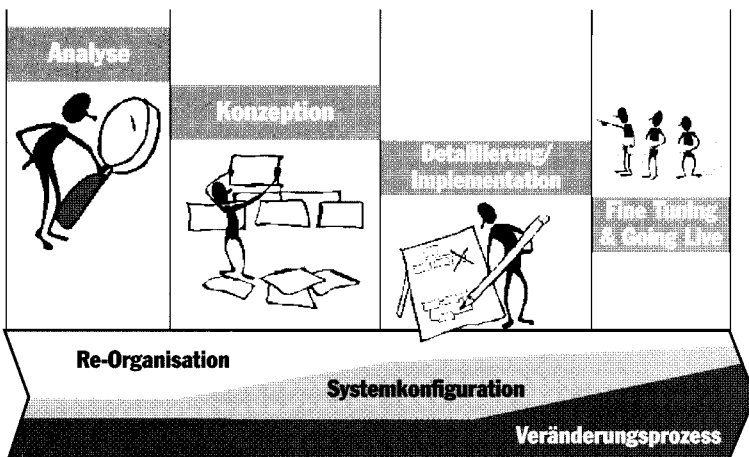 Analyse
Konzeption
Detaillierung/
Implementation
Fine Tuning
& Going Live
Re-Organisation
Systemkonfiguration
Veränderungsprozess